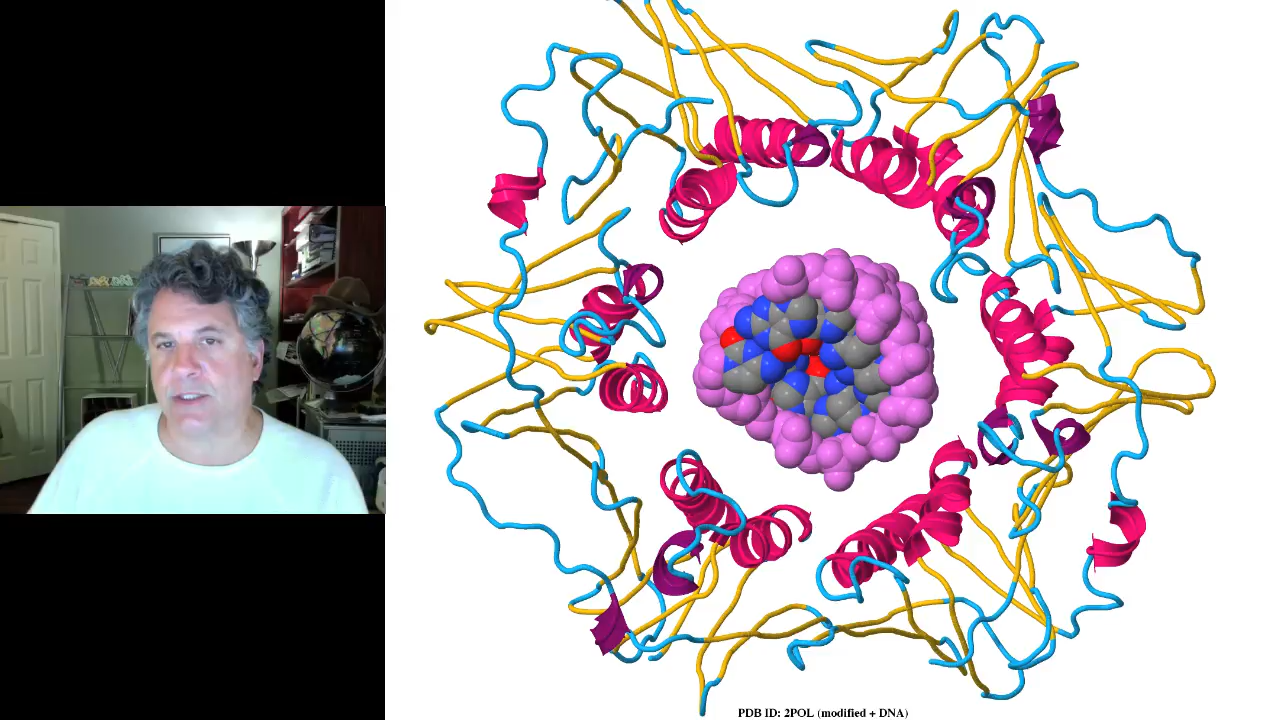 PDB ID: 2POL (modified + DNA)